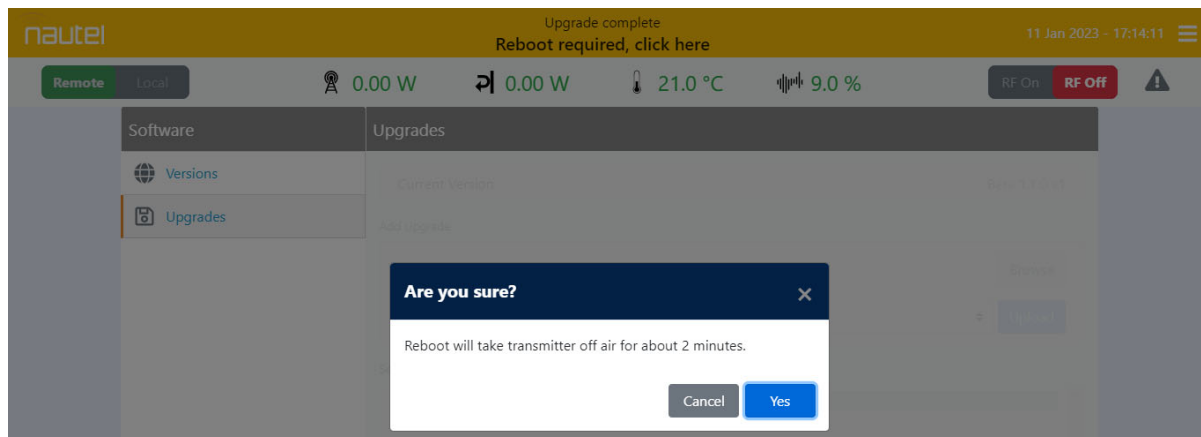 nautel
Upgrade complete
Reboot required, click here
11 Jan 2023 - 17:14:11
Remote Local
0.00 W
0.00 W
21.0 °C
9.0 %
RF On RF Off
Software
Upgrades
Versions
Upgrades
Current Version
Add Upgrade
Upload
Are you sure?
Reboot will take transmitter off air for about 2 minutes.
Cancel Yes